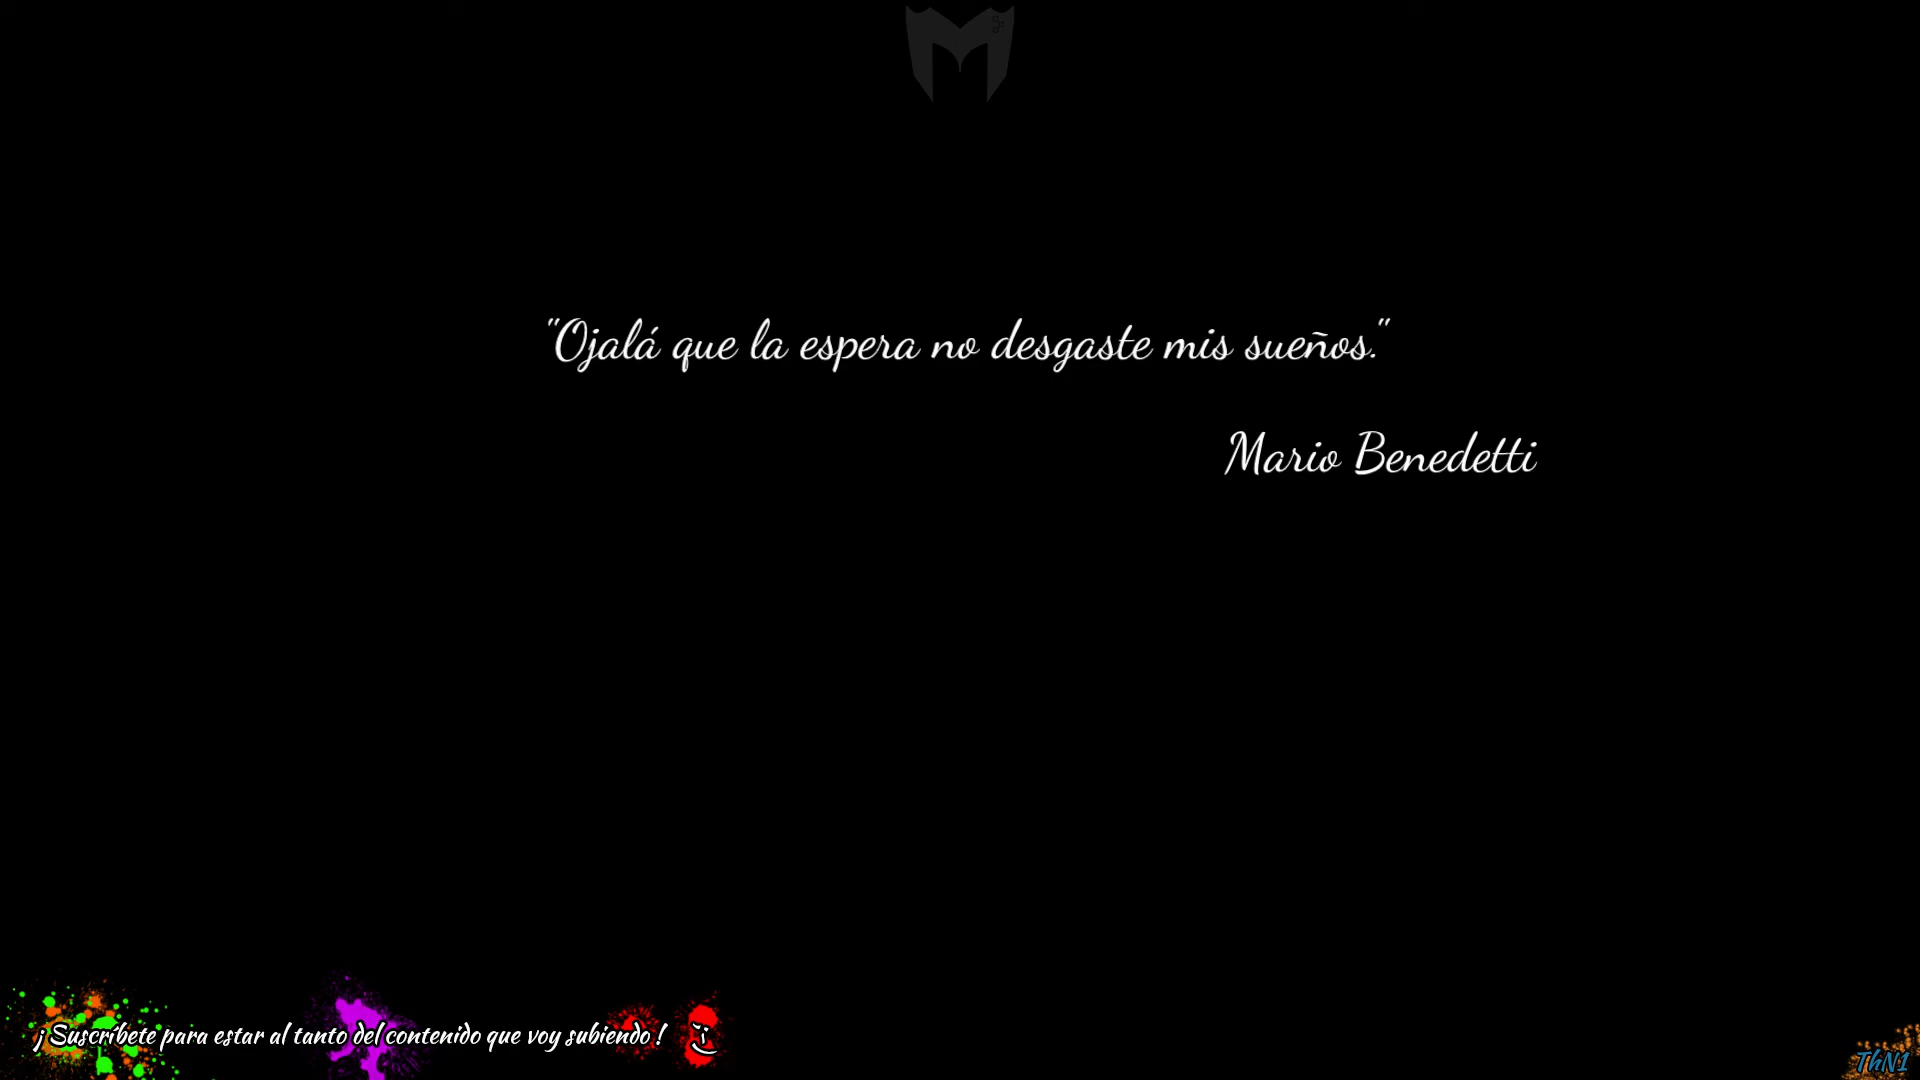 "Ojalá que la espera no desgaste mis sueños."
Mario Benedetti
¡ Suscríbete para estar al tanto del contenido que voy subiendo !
ThN1